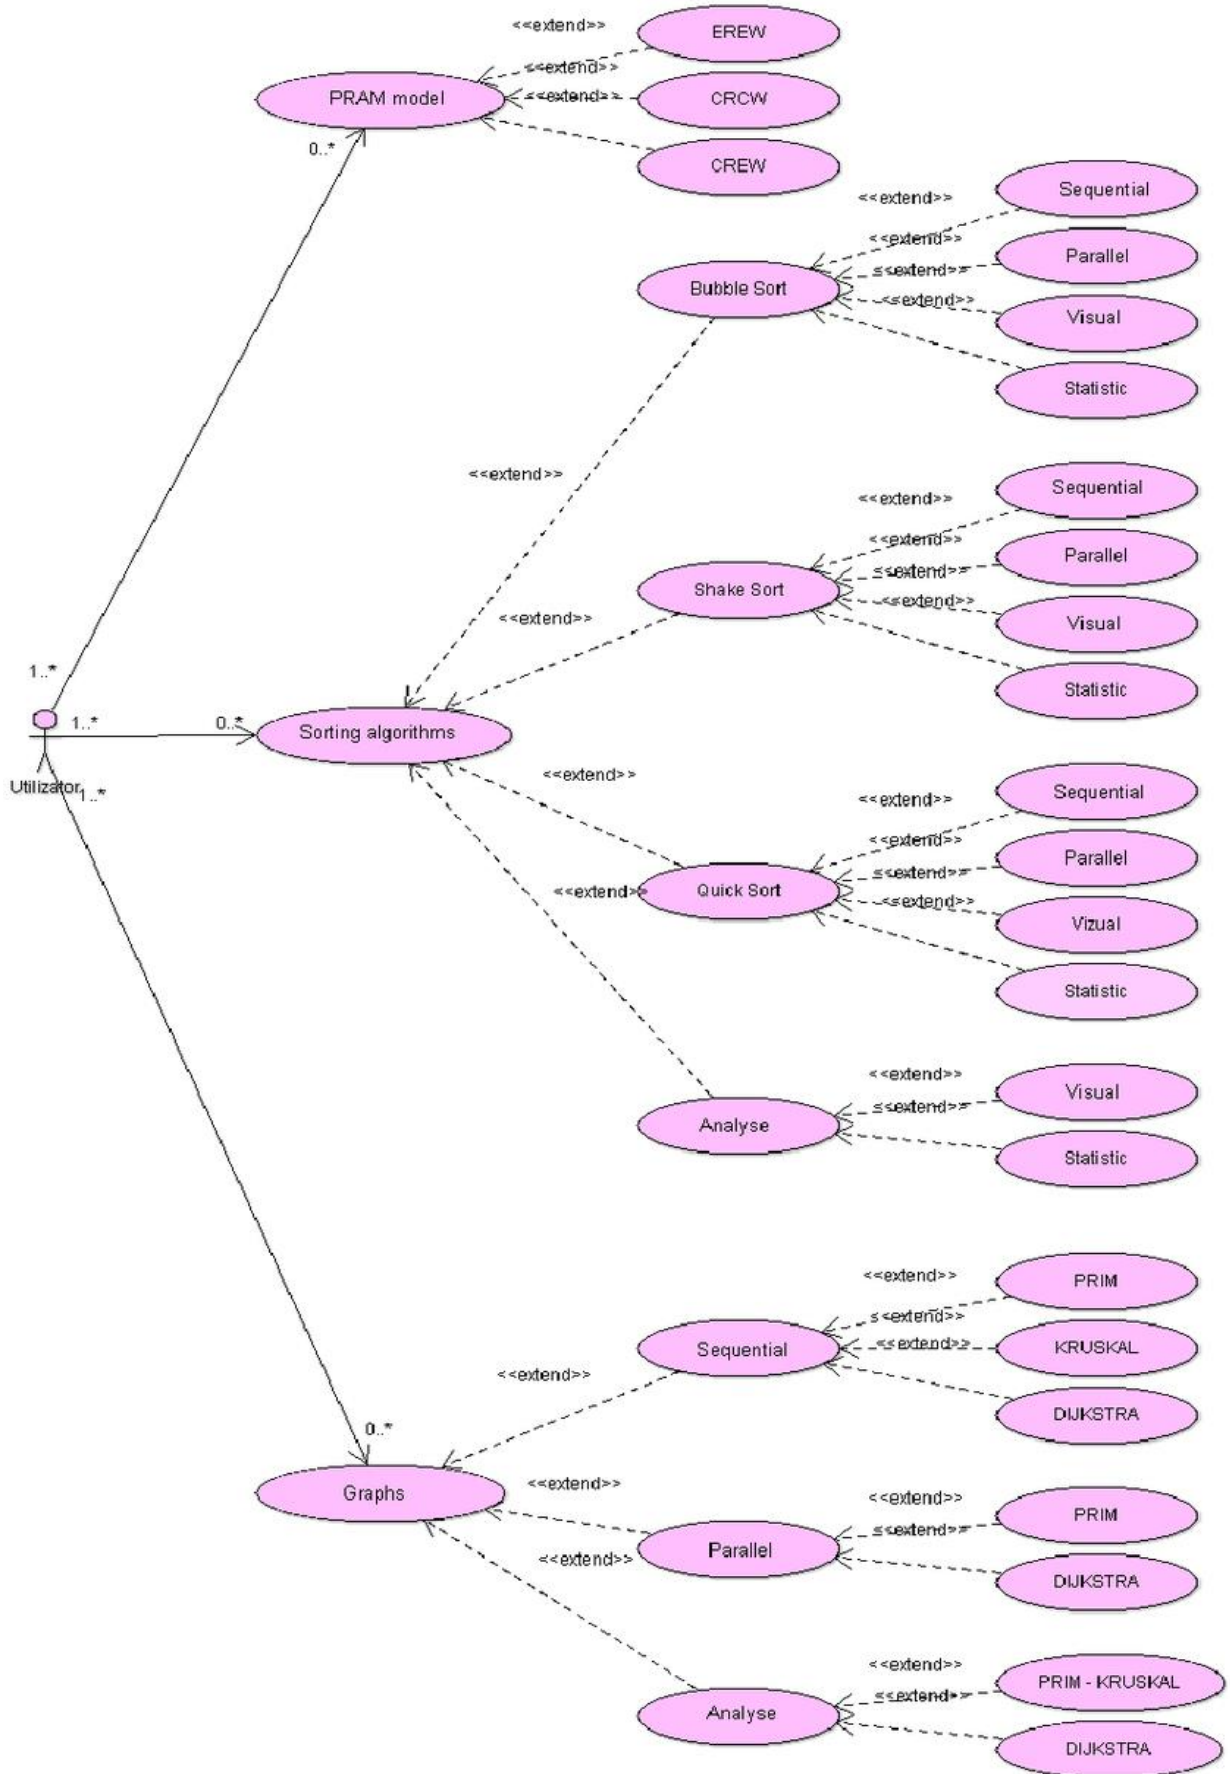 <<extend>>
EREW
<<extend>>
PRAM model
<<extend>>
CRCW
0..*
CREW
<<extend>>
Sequential
<<extend>>
Parallel
<<extend>>
Bubble Sort
<<extend>>
Visual
Statistic
<<extend>>
<<extend>>
Sequential
<<extend>>
Parallel
<<extend>>
Shake Sort
<<extend>>
<<extend>>
Visual
1..*
Statistic
1..*
0..*
Sorting algorithms
<<extend>>
Utilizator
1..*
<<extend>>
Sequential
<<extend>>
Parallel
<<extend>>
<<extend>>
Quick Sort
<<extend>>
Vizual
Statistic
<<extend>>
Visual
<<extend>>
Analyse
Statistic
<<extend>>
PRIM
<<extend>>
Sequential
<<extend>>
KRUSKAL
<<extend>>
DIJKSTRA
0..*
Graphs
<<extend>>
<<extend>>
PRIM
<<extend>>
Parallel
<<extend>>
DIJKSTRA
<<extend>>
PRIM - KRUSKAL
<<extend>>
Analyse
DIJKSTRA